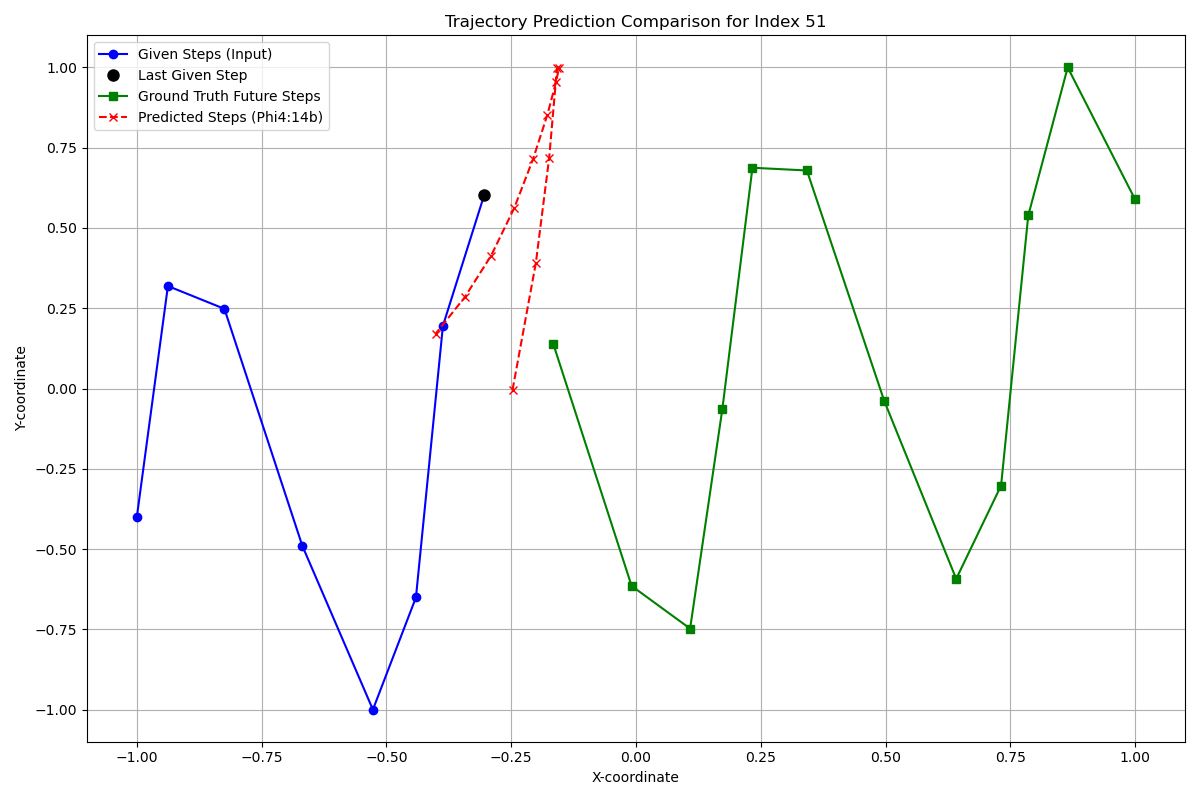 Trajectory Prediction Comparison for Index 51
Given Steps (Input)
Last Given Step
Ground Truth Future Steps
Predicted Steps (Phi4:14b)
Y-coordinate
1.00
0.75
0.50
0.25
0.00
−0.25
−0.50
−0.75
−1.00
−1.00 −0.75 −0.50 −0.25 0.00 0.25 0.50 0.75 1.00
X-coordinate